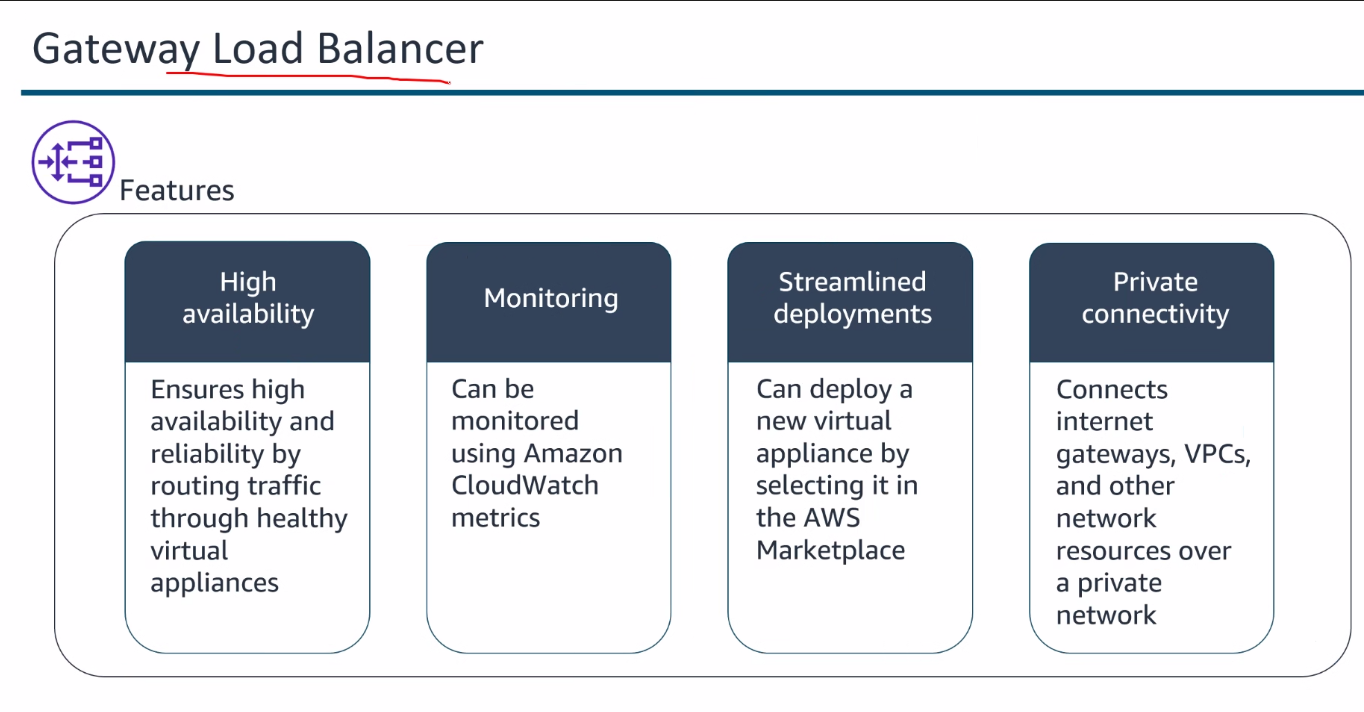 Gateway Load Balancer
Features
High
availability
Ensures high
availability and
reliability by
routing traffic
through healthy
virtual
appliances
Monitoring
Can be
monitored
using Amazon
CloudWatch
metrics
Streamlined
deployments
Can deploy a
new virtual
appliance by
selecting it in
the AWS
Marketplace
Private
connectivity
Connects
internet
gateways, VPCs,
and other
network
resources over
a private
network